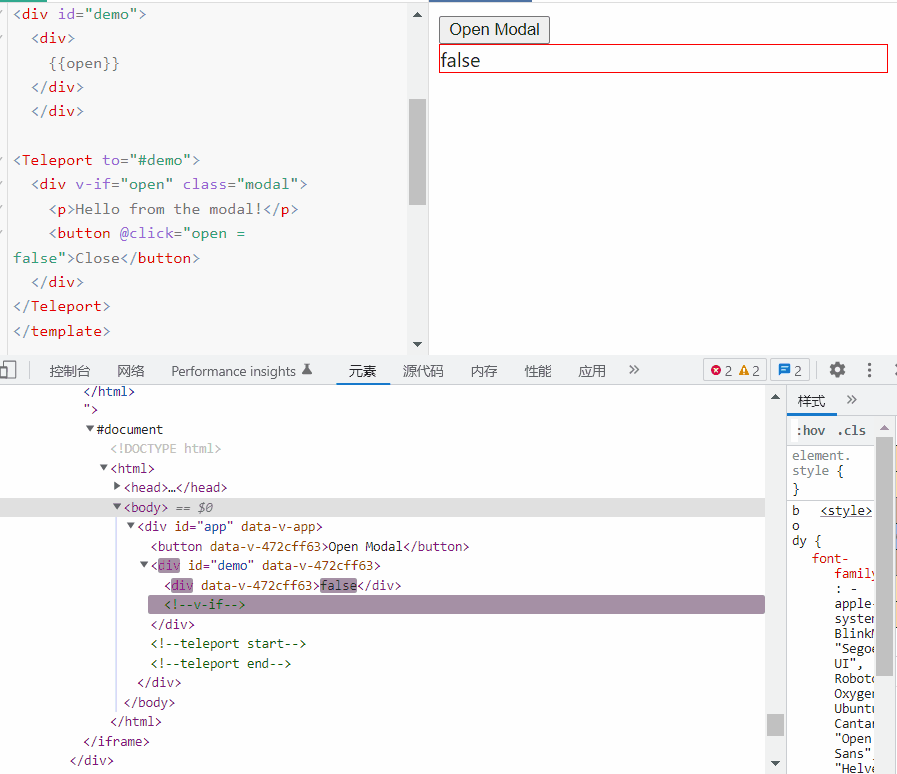 <div id="demo">
<div>
{{open}}
</div>
</div>
<Teleport to="#demo">
<div v-if="open" class="modal">
<p>Hello from the modal!</p>
<button @click="open =
false">Close</button>
</div>
</Teleport>
</template>
Open Modal
false
控制台 网络 Performance insights 元素 源代码 内存 性能 应用 » 2 2 2
</html>
">
#document
<!DOCTYPE html>
<html>
<head>…</head>
<body> == $0
<div id="app" data-v-app>
<button data-v-472cff63>Open Modal</button>
<div id="demo" data-v-472cff63>
<div data-v-472cff63>false</div>
<!--v-if-->
</div>
<!--teleport start-->
<!--teleport end-->
</div>
</body>
</html>
</iframe>
</div>
样式 »
:hov .cls
element.
style {
}
b <style>
o
dy {
font-
family
: -
apple-
system
BlinkM
"Segoe
UI",
Roboto
Oxygen
Ubuntu
Cantar
"Open
Sans",
"Helve